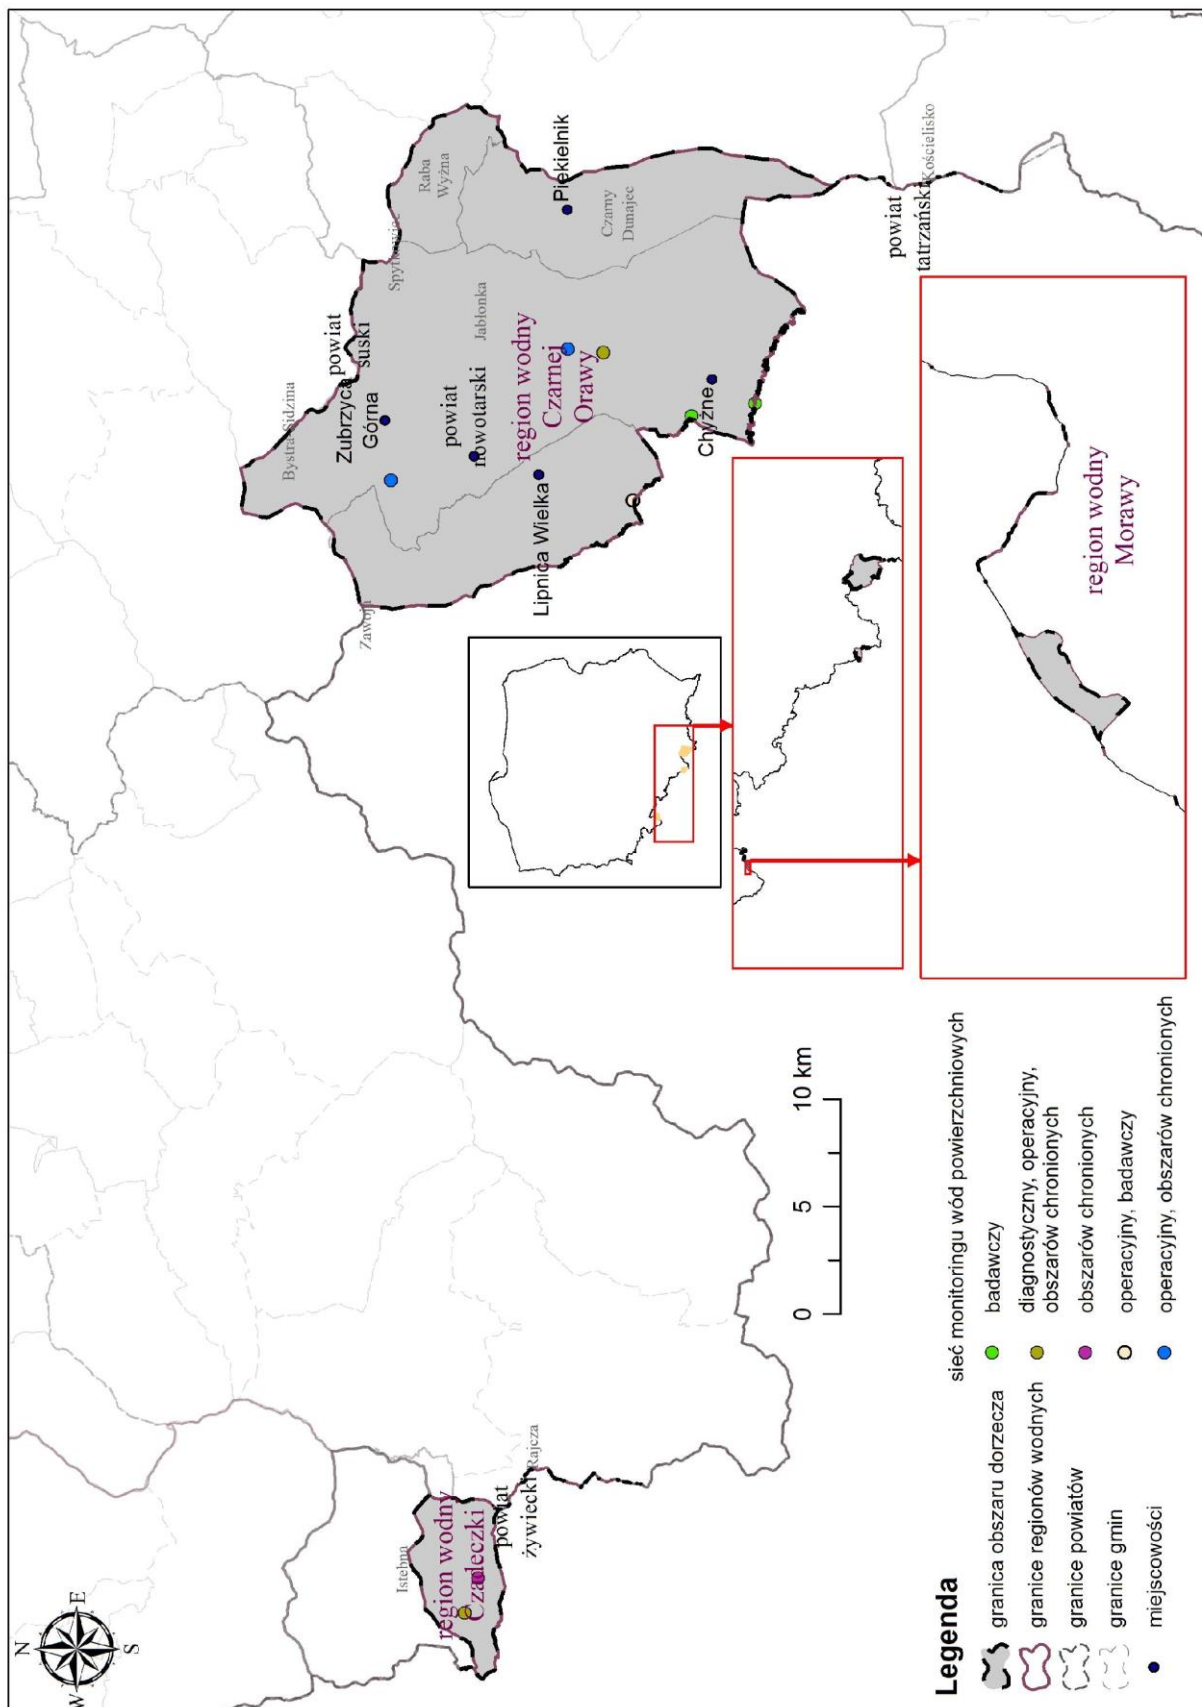 N
W
E
S
Istebna
region wodny
Czadeczki
powiat
żywiecki
Rajcza
Zawoja
Bystra-Sidzina
Zubrzyca
Górna
powiat
suski
Spytkowice
Raba
Wyżna
powiat
nowotarski
Jabłonka
region wodny
Czarnej
Orawy
Lipnica Wielka
Piekielnik
Czarny
Dunajec
Chyżne
powiat
tatrzański
Kościelisko
region wodny
Morawy
0
5
10 km
Legenda
granica obszaru dorzecza
granice regionów wodnych
granice powiatów
granice gmin
miejscowości
sieć monitoringu wód powierzchniowych
badawczy
diagnostyczny, operacyjny,
obszarów chronionych
obszarów chronionych
operacyjny, badawczy
operacyjny, obszarów chronionych